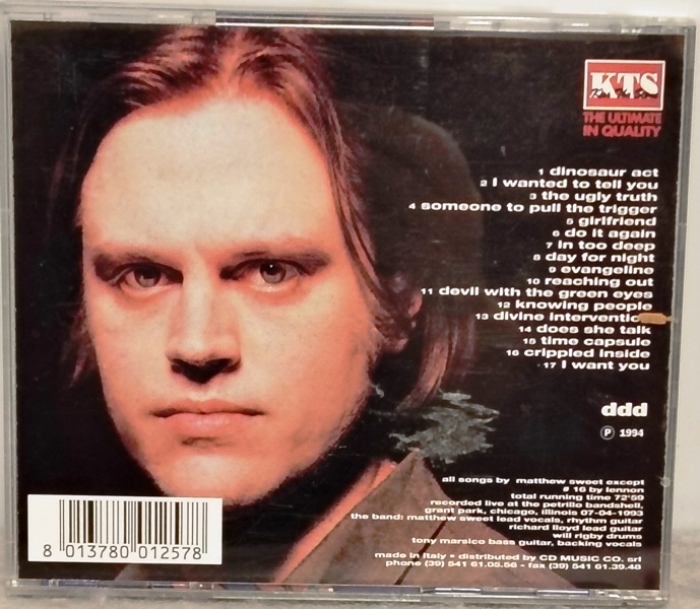 KTS
THE ULTIMATE
IN QUALITY
1 dinosaur act
2 I wanted to tell you
3 the ugly truth
4 someone to pull the trigger
5 girlfriend
6 do it again
7 in too deep
8 day for night
9 evangeline
10 reaching out
11 devil with the green eyes
12 knowing people
13 divine interventio
14 does she talk
15 time capsule
16 crippled inside
17 I want you
ddd
P 1994
all songs by matthew sweet except
# 16 by lennon
total running time 72'59
recorded live at the petrillo bandshell,
grant park, chicago, illinois 07-04-1993
the band: matthew sweet lead vocals, rhythm guitar
richard lloyd lead guitar
will rigby drums
tony marsico bass guitar, backing vocals
made in italy • distributed by CD MUSIC CO. srl
phone (39) 541 61.05.56 - fax (39) 541 61.39.48
8 013780 012578